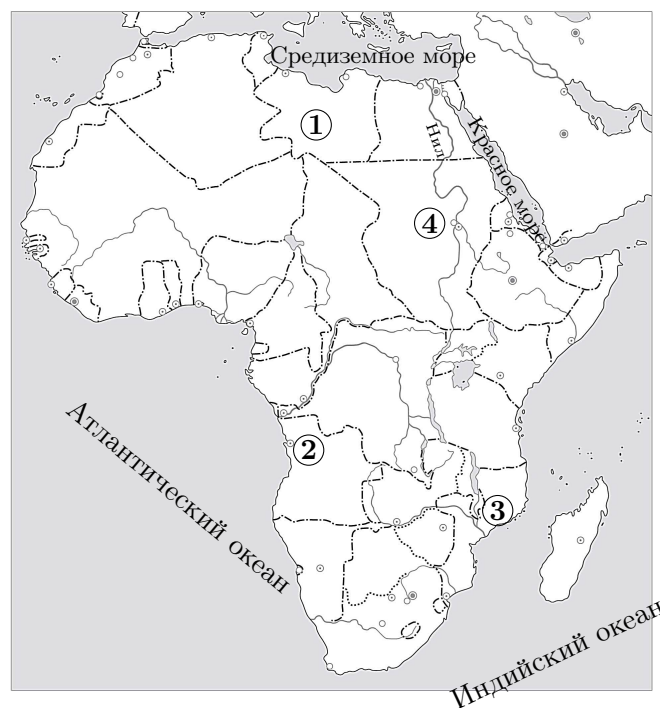 Средиземное море
1
Нил
Красное море
4
Атлантический океан
2
3
Индийский океан